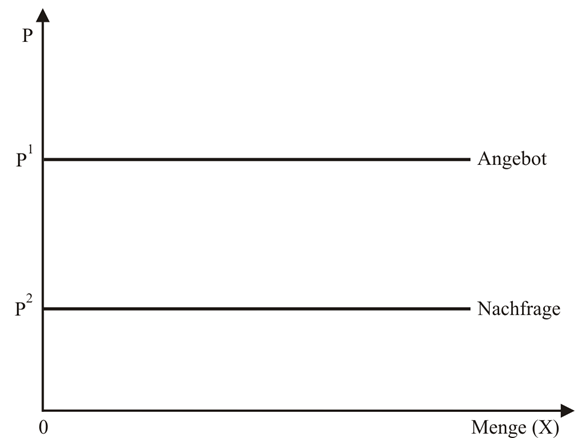 P
P¹ Angebot
P² Nachfrage
0 Menge (X)